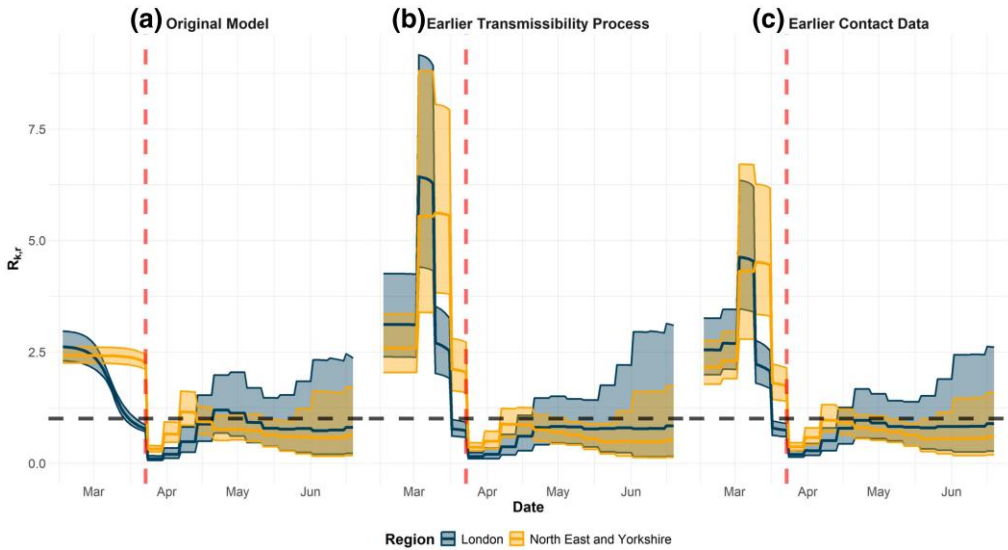 (a) Original Model
(b) Earlier Transmissibility Process
(c) Earlier Contact Data
R_{k,r}
7.5
5.0
2.5
0.0
Mar Apr May Jun
Mar Apr May Jun
Mar Apr May Jun
Date
Region London North East and Yorkshire